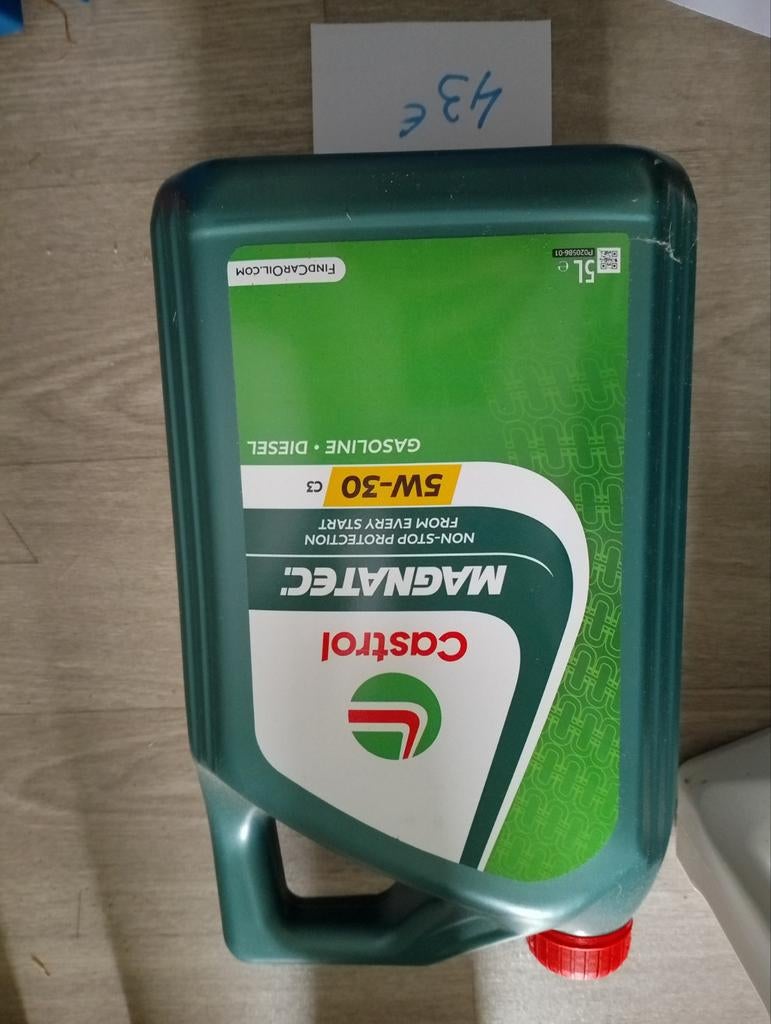 Castrol
MAGNATEC
NON-STOP PROTECTION
FROM EVERY START
5W-30 C3
GASOLINE • DIESEL
FINDCAROIL.COM
5L e
P020586-01
43€